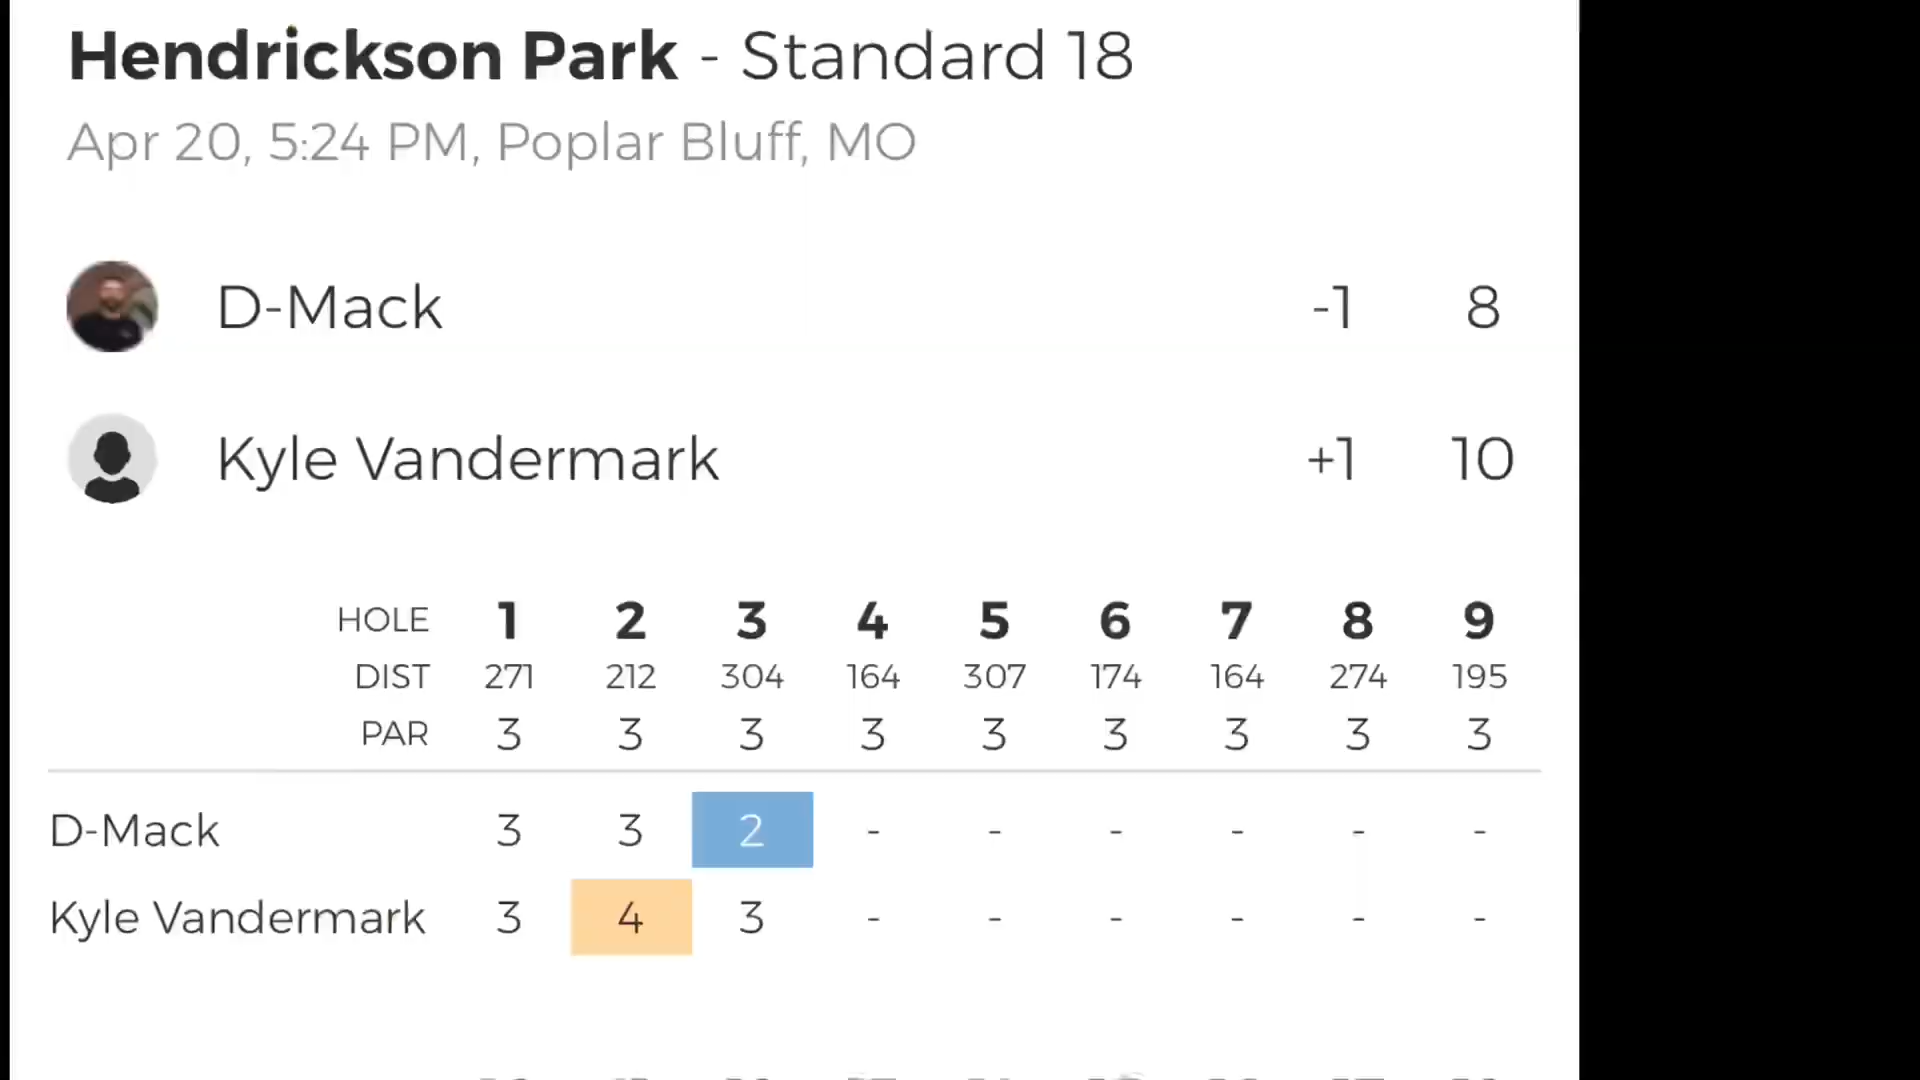 Hendrickson Park - Standard 18
Apr 20, 5:24 PM, Poplar Bluff, MO
D-Mack -1 8
Kyle Vandermark +1 10
HOLE 1 2 3 4 5 6 7 8 9
DIST 271 212 304 164 307 174 164 274 195
PAR 3 3 3 3 3 3 3 3 3
D-Mack 3 3 2 - - - - - -
Kyle Vandermark 3 4 3 - - - - - -